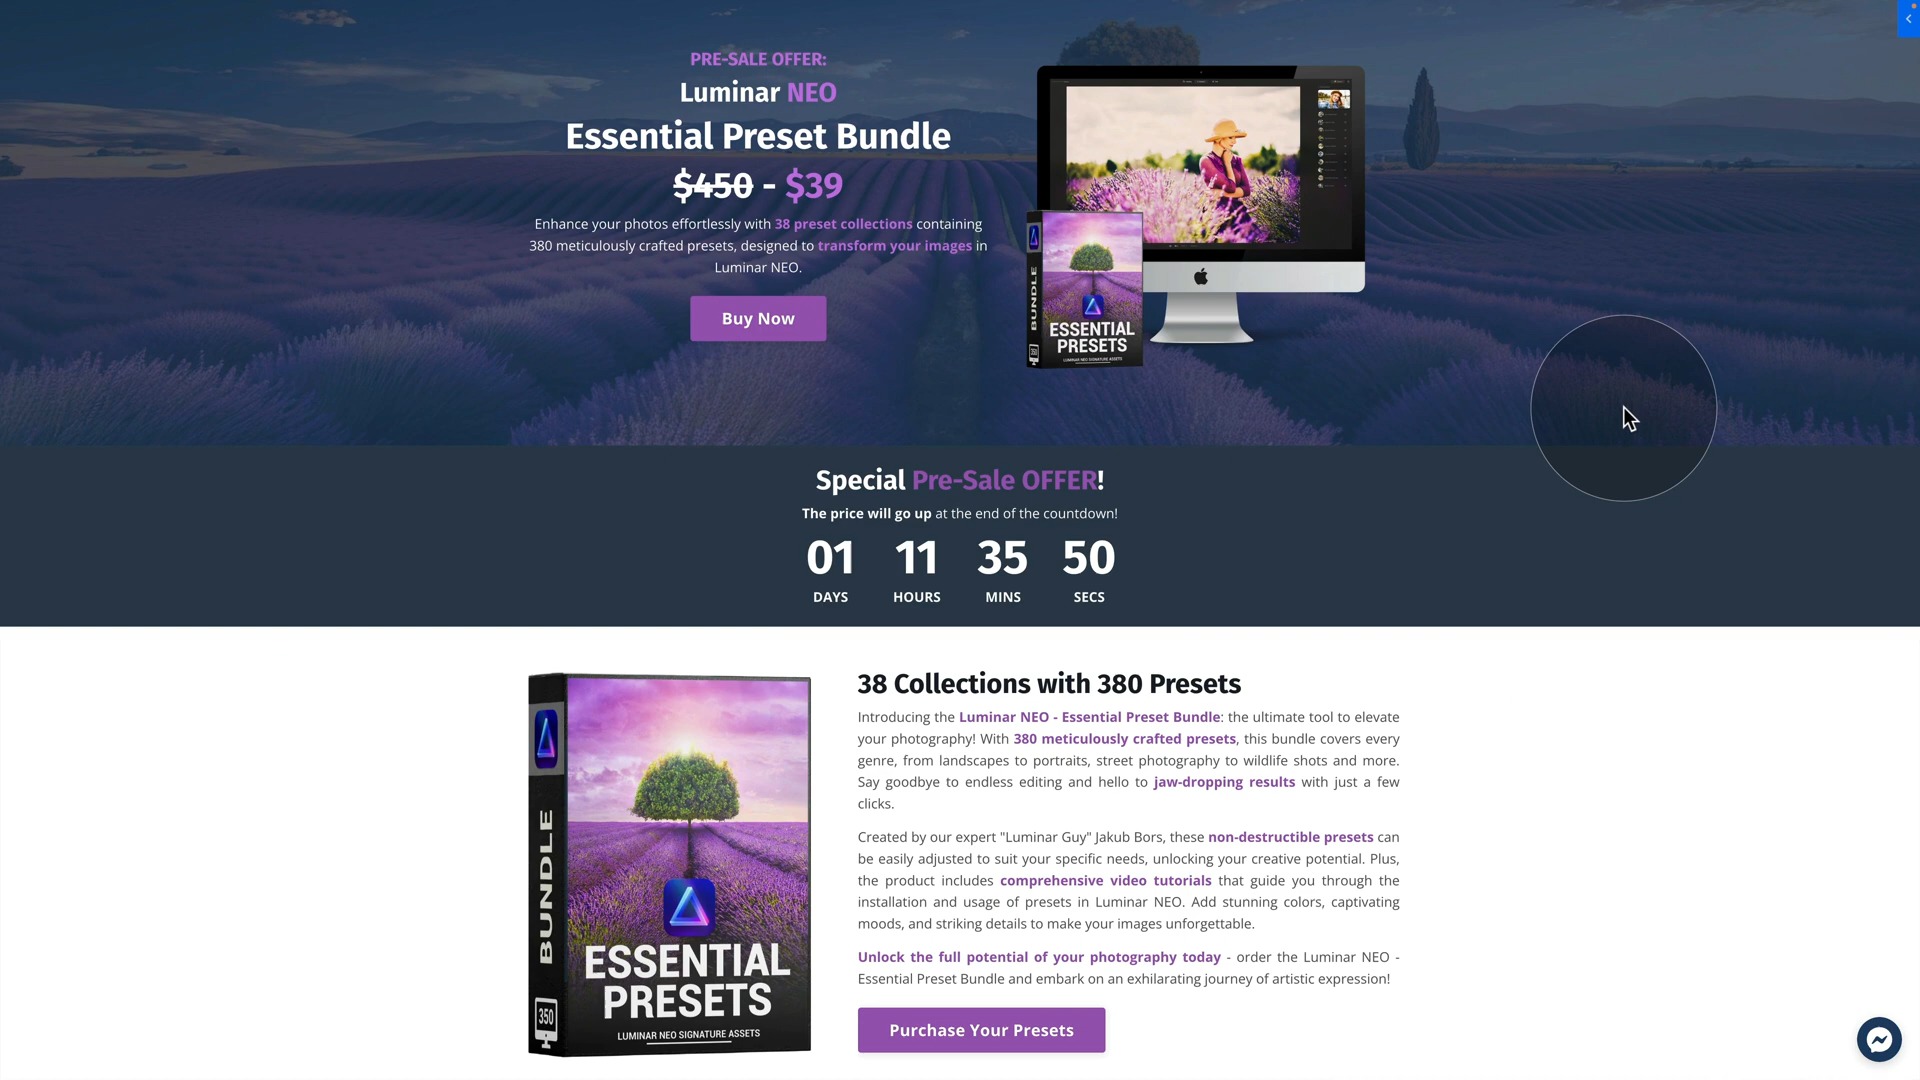 PRE-SALE OFFER:
Luminar NEO
Essential Preset Bundle
$450 - $39
Enhance your photos effortlessly with 38 preset collections containing
380 meticulously crafted presets, designed to transform your images in
Luminar NEO.
Buy Now
BUNDLE
ESSENTIAL
PRESETS
LUMINAR NEO SIGNATURE ASSETS
Special Pre-Sale OFFER!
The price will go up at the end of the countdown!
01 11 35 50
DAYS HOURS MINS SECS
BUNDLE
350
ESSENTIAL
PRESETS
LUMINAR NEO SIGNATURE ASSETS
38 Collections with 380 Presets
Introducing the Luminar NEO - Essential Preset Bundle: the ultimate tool to elevate
your photography! With 380 meticulously crafted presets, this bundle covers every
genre, from landscapes to portraits, street photography to wildlife shots and more.
Say goodbye to endless editing and hello to jaw-dropping results with just a few
clicks.
Created by our expert "Luminar Guy" Jakub Bors, these non-destructible presets can
be easily adjusted to suit your specific needs, unlocking your creative potential. Plus,
the product includes comprehensive video tutorials that guide you through the
installation and usage of presets in Luminar NEO. Add stunning colors, captivating
moods, and striking details to make your images unforgettable.
Unlock the full potential of your photography today - order the Luminar NEO -
Essential Preset Bundle and embark on an exhilarating journey of artistic expression!
Purchase Your Presets